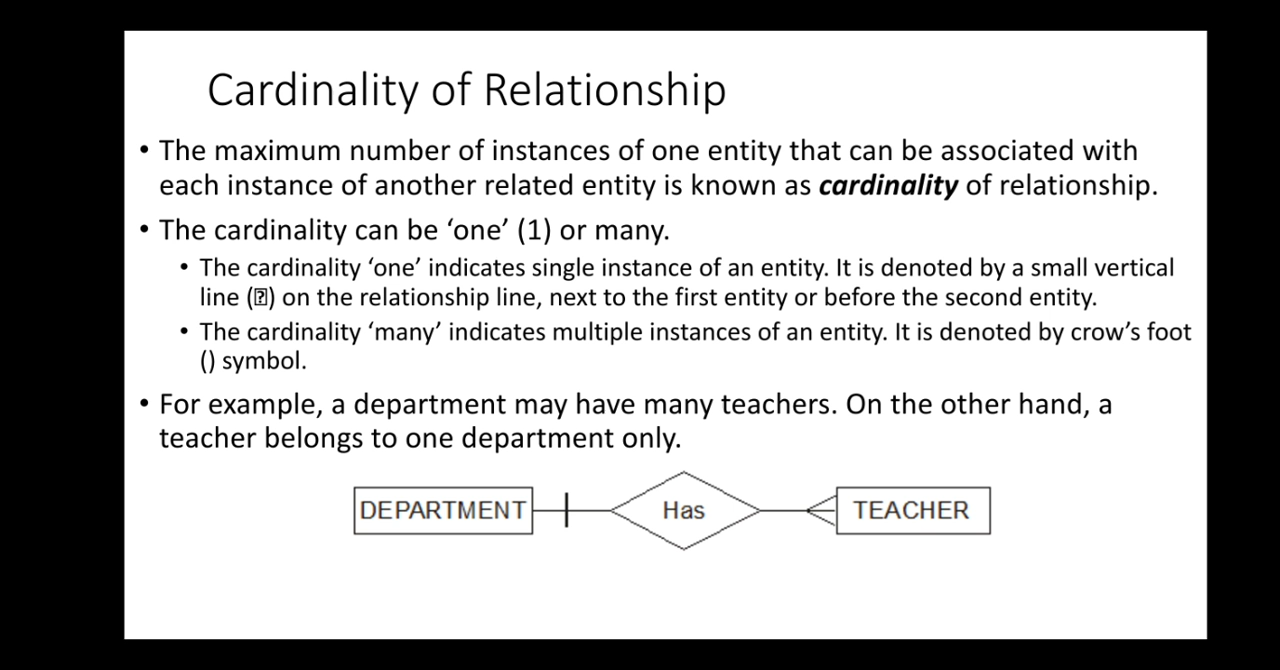 Cardinality of Relationship
• The maximum number of instances of one entity that can be associated with
each instance of another related entity is known as cardinality of relationship.
• The cardinality can be ‘one’ (1) or many.
• The cardinality ‘one’ indicates single instance of an entity. It is denoted by a small vertical
line (⍰) on the relationship line, next to the first entity or before the second entity.
• The cardinality ‘many’ indicates multiple instances of an entity. It is denoted by crow’s foot
() symbol.
• For example, a department may have many teachers. On the other hand, a
teacher belongs to one department only.
DEPARTMENT Has TEACHER